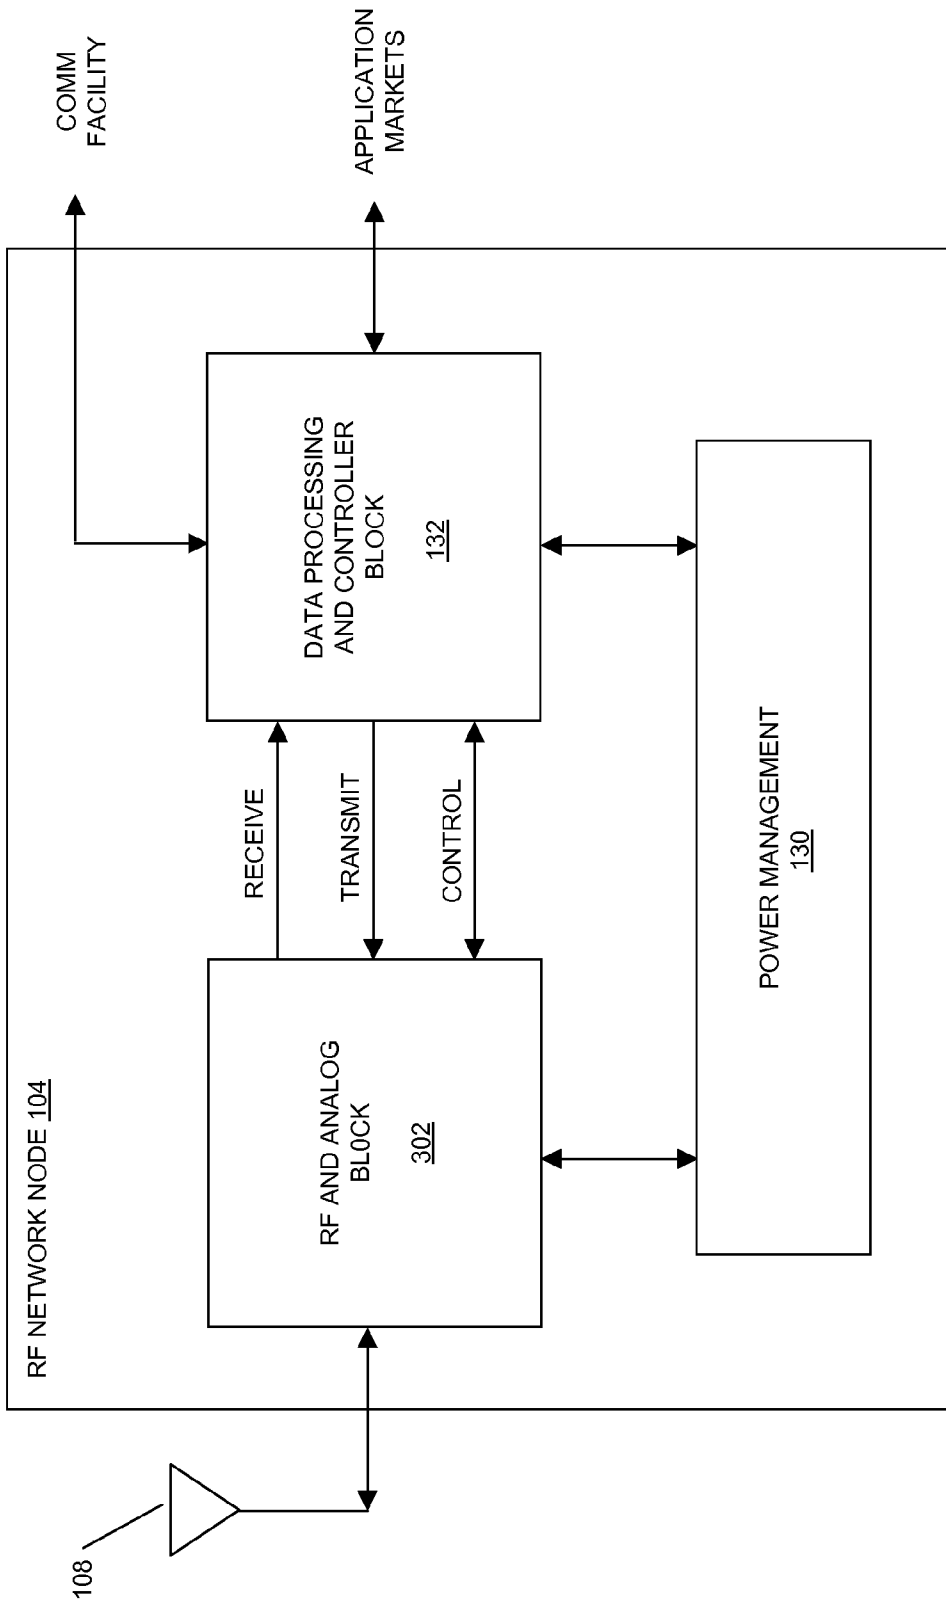 RF NETWORK NODE 104
108
RF AND ANALOG
BL0CK
302
RECEIVE
TRANSMIT
CONTROL
DATA PROCESSING
AND CONTROLLER
BLOCK
132
COMM
FACILITY
APPLICATION
MARKETS
POWER MANAGEMENT
130